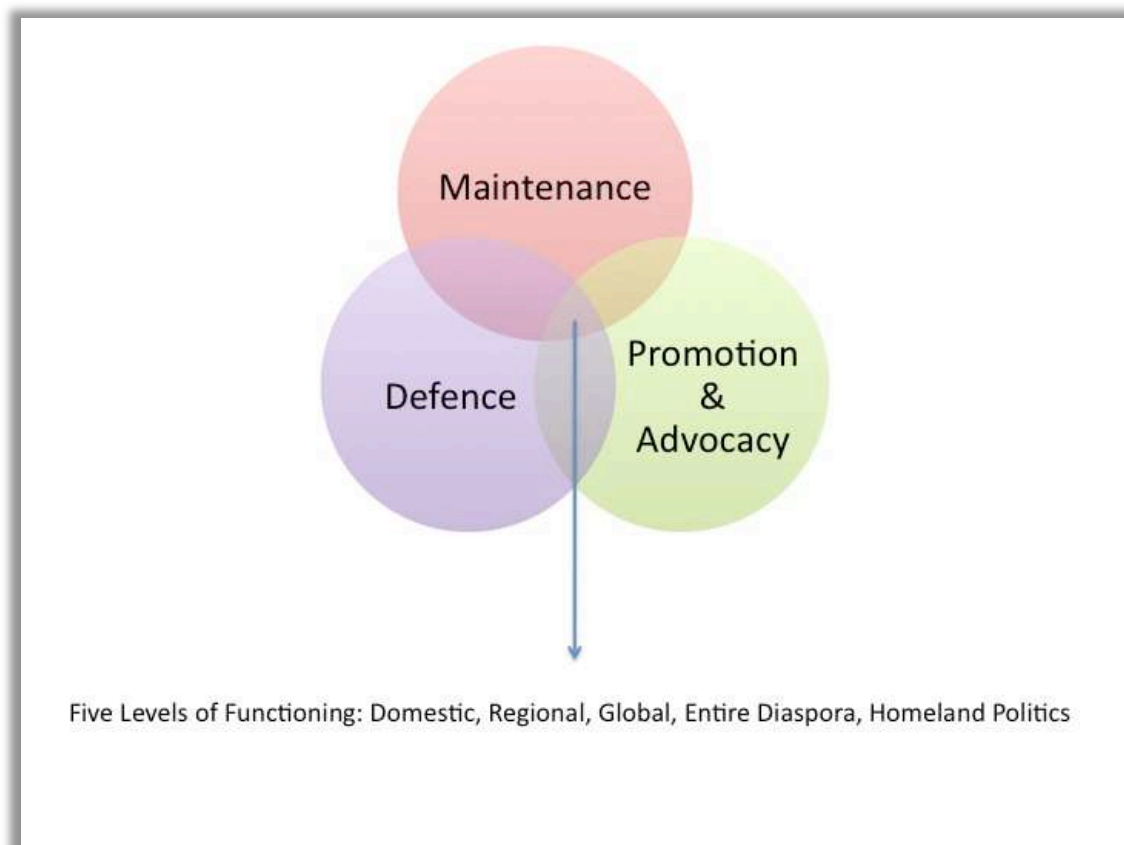 Maintenance
Defence
Promotion
&
Advocacy
Five Levels of Functioning: Domestic, Regional, Global, Entire Diaspora, Homeland Politics